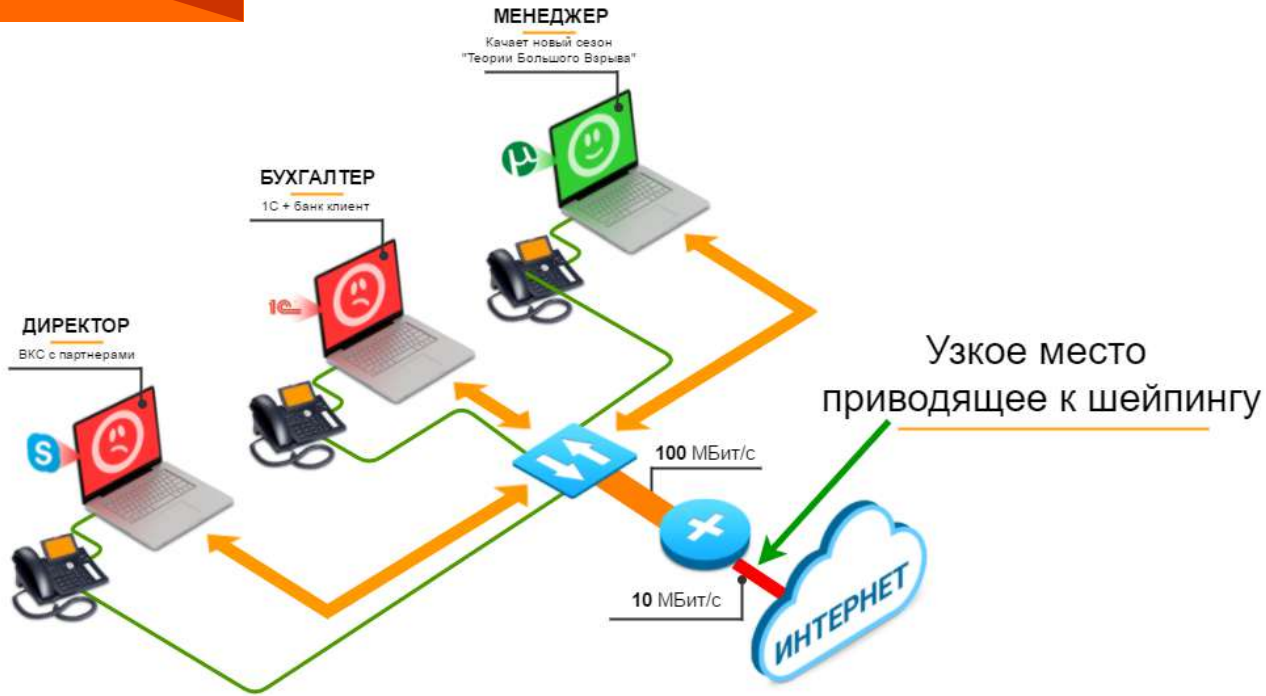 МЕНЕДЖЕР
Качает новый сезон
"Теории Большого Взрыва"
µ
БУХГАЛТЕР
1С + банк клиент
1С
ДИРЕКТОР
ВКС с партнерами
S
Узкое место
приводящее к шейпингу
100 МБит/с
10 МБит/с
ИНТЕРНЕТ